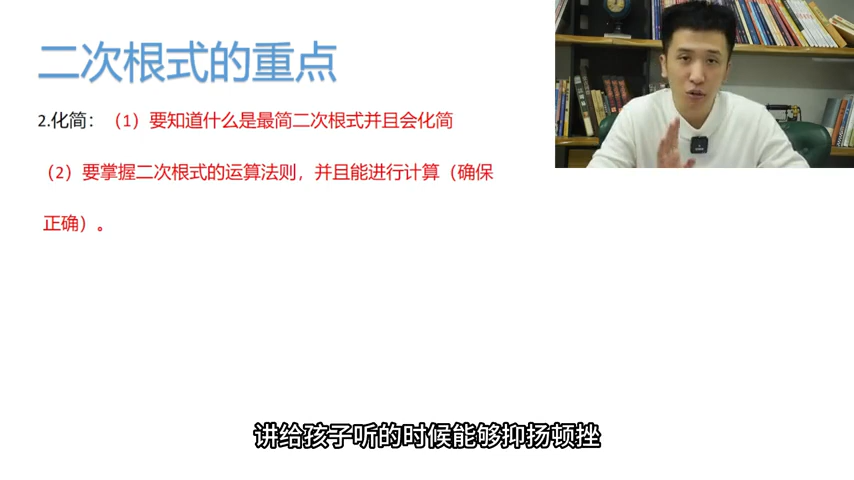 二次根式的重点
2.化简：（1）要知道什么是最简二次根式并且会化简
（2）要掌握二次根式的运算法则，并且能进行计算（确保
正确）。
讲给孩子听的时候能够抑扬顿挫